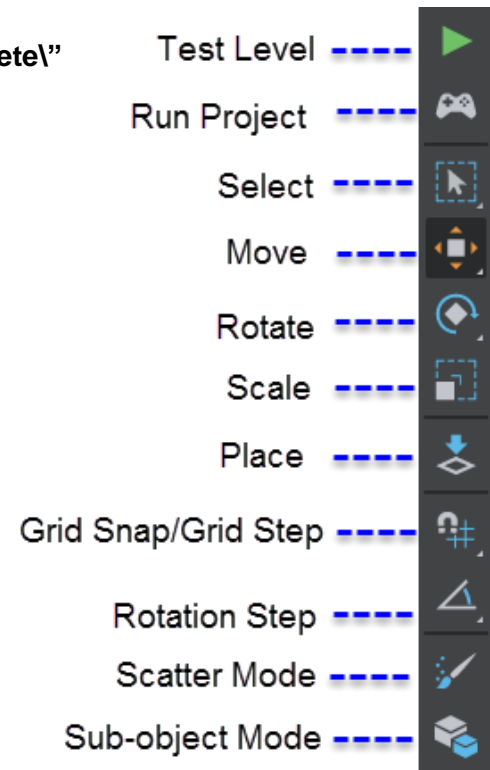 ete\"
Test Level
Run Project
Select
Move
Rotate
Scale
Place
Grid Snap/Grid Step
Rotation Step
Scatter Mode
Sub-object Mode